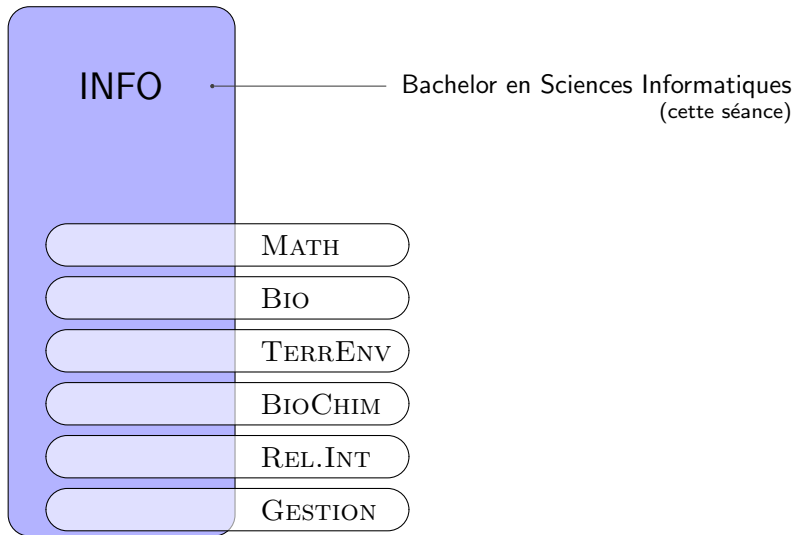 INFO
Bachelor en Sciences Informatiques
(cette séance)
MATH
BIO
TERRENV
BIOCHIM
REL.INT
GESTION